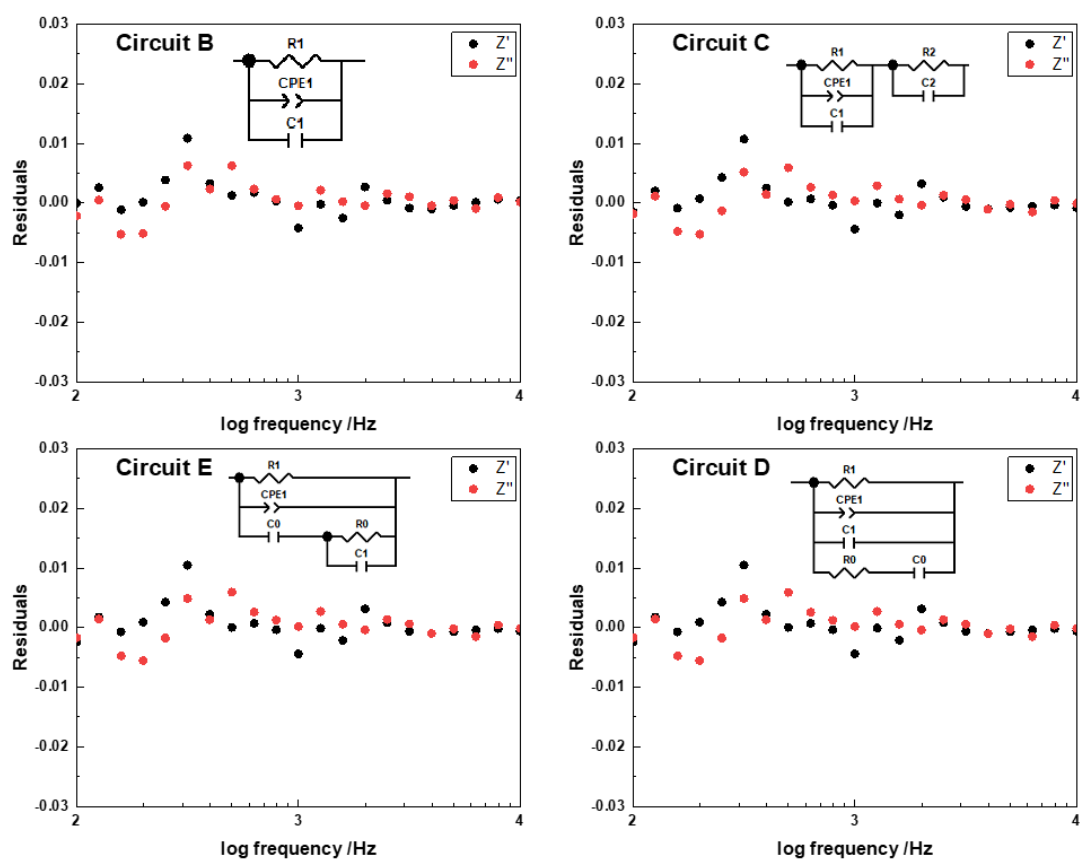 Circuit B
R1
CPE1
C1
Z'
Z''
0.03
0.02
0.01
0.00
-0.01
-0.02
-0.03
Residuals
2
3
4
log frequency /Hz
Circuit C
R1
CPE1
C1
R2
C2
Z'
Z''
0.03
0.02
0.01
0.00
-0.01
-0.02
-0.03
Residuals
2
3
4
log frequency /Hz
Circuit E
R1
CPE1
C0
R0
C1
Z'
Z''
0.03
0.02
0.01
0.00
-0.01
-0.02
-0.03
Residuals
2
3
4
log frequency /Hz
Circuit D
R1
CPE1
C1
R0
C0
Z'
Z''
0.03
0.02
0.01
0.00
-0.01
-0.02
-0.03
Residuals
2
3
4
log frequency /Hz